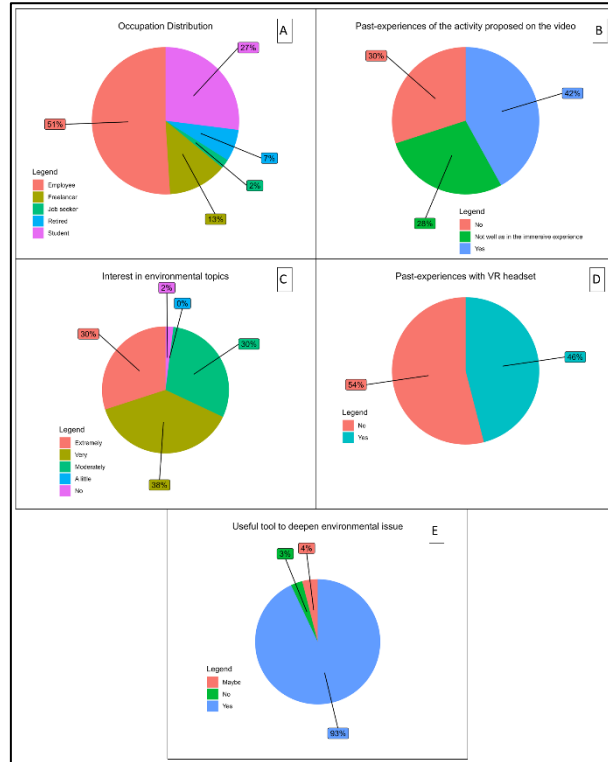 Occupation Distribution
A
27%
51%
7%
2%
13%
Legend
Employee
Freelancer
Job seeker
Retired
Student
Past-experiences of the activity proposed on the video
B
30%
42%
28%
Legend
No
Not well as in the immersive experience
Yes
Interest in environmental topics
C
2%
0%
30%
30%
38%
Legend
Extremely
Very
Moderately
A little
No
Past-experiences with VR headset
D
46%
54%
Legend
No
Yes
Useful tool to deepen environmental issue
E
4%
3%
93%
Legend
Maybe
No
Yes